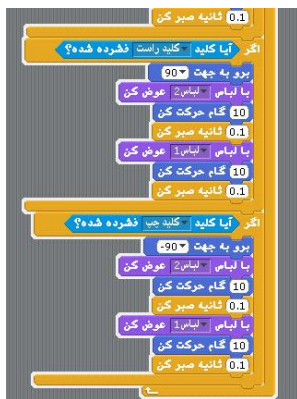 0.1 ثانیه صبر کن
اگر آیا کلید کلید راست فشرده شده؟
برو به جهت 90
با لباس لباس2 عوض کن
10 گام حرکت کن
0.1 ثانیه صبر کن
با لباس لباس1 عوض کن
10 گام حرکت کن
0.1 ثانیه صبر کن
اگر آیا کلید کلید چپ فشرده شده؟
برو به جهت -90
با لباس لباس2 عوض کن
10 گام حرکت کن
0.1 ثانیه صبر کن
با لباس لباس1 عوض کن
10 گام حرکت کن
0.1 ثانیه صبر کن